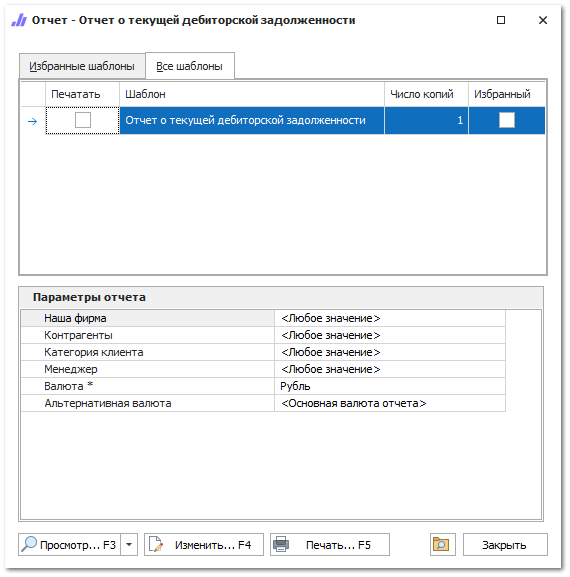 Отчет - Отчет о текущей дебиторской задолженности
Избранные шаблоны Все шаблоны
Печатать Шаблон Число копий Избранный
Отчет о текущей дебиторской задолженности 1
Параметры отчета
Наша фирма <Любое значение>
Контрагенты <Любое значение>
Категория клиента <Любое значение>
Менеджер <Любое значение>
Валюта * Рубль
Альтернативная валюта <Основная валюта отчета>
Просмотр... F3 Изменить... F4 Печать... F5 Закрыть